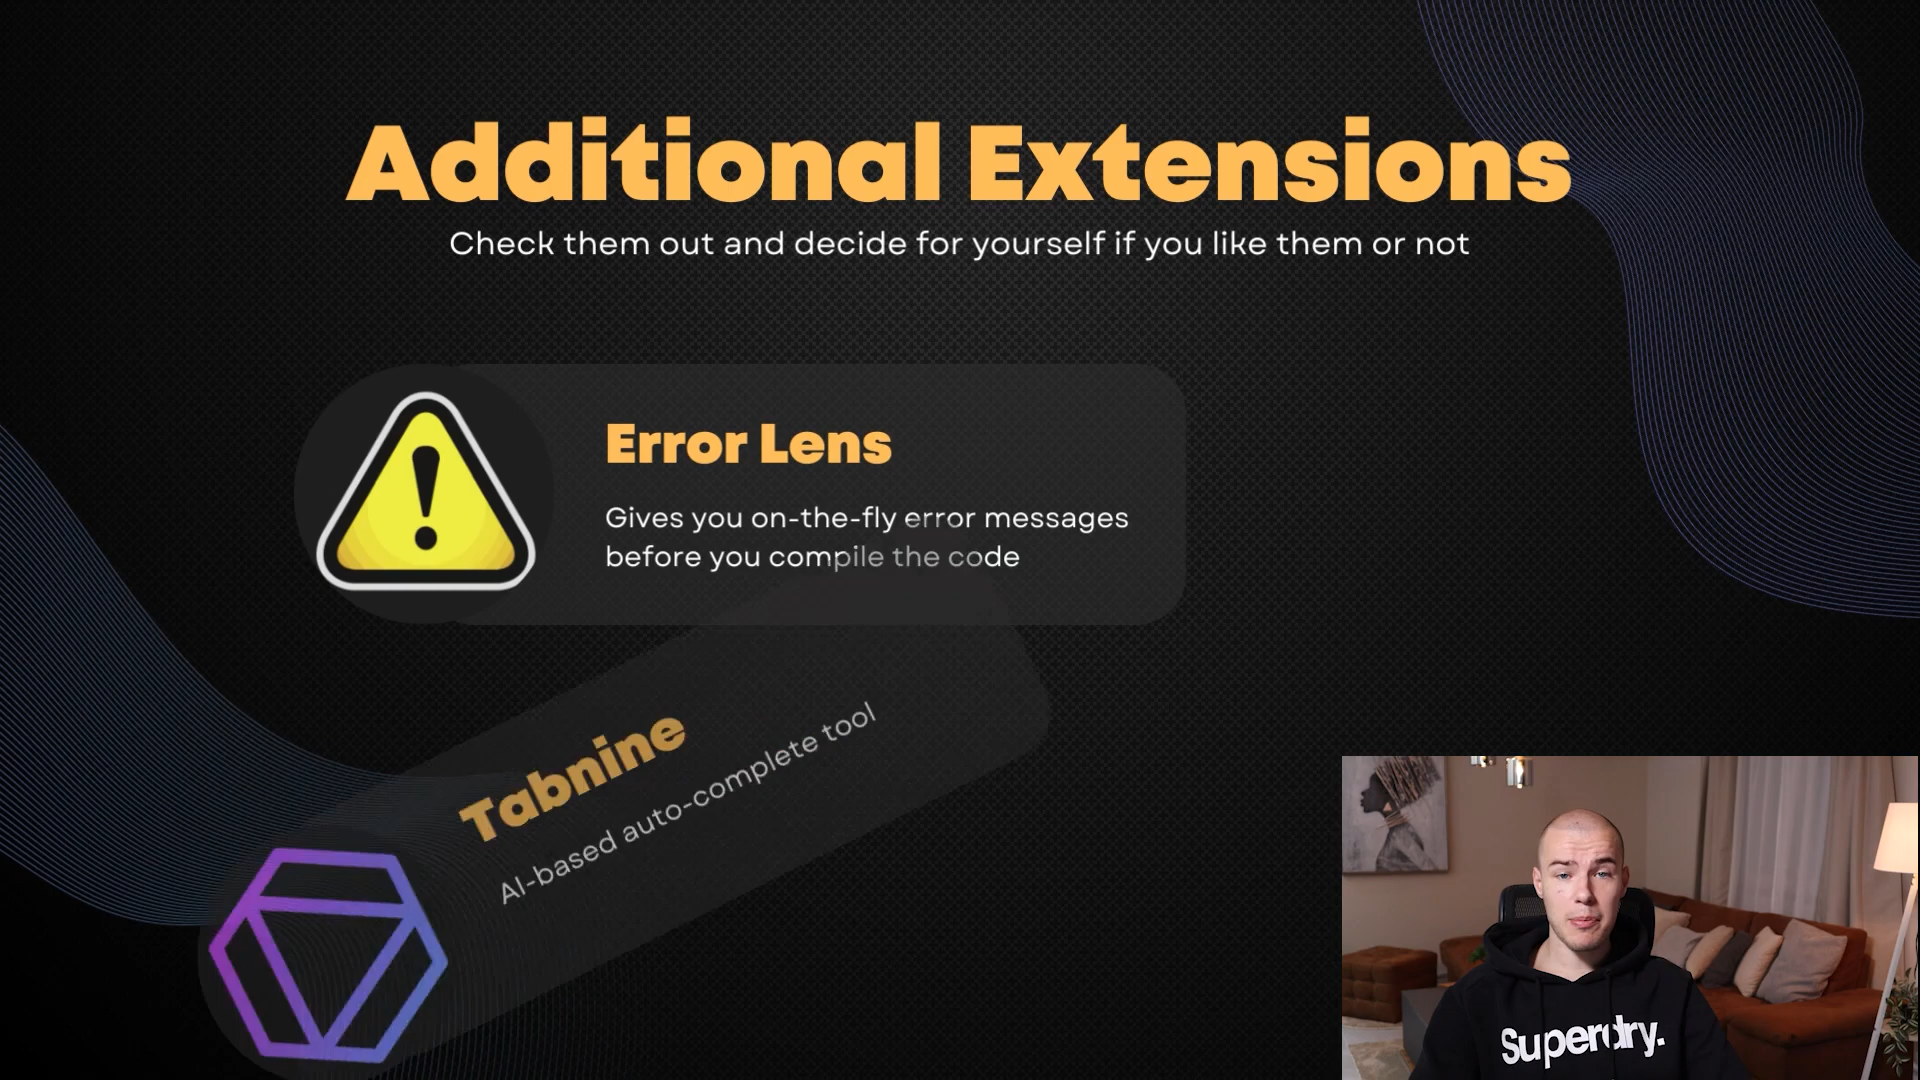 Additional Extensions
Check them out and decide for yourself if you like them or not
Error Lens
Gives you on-the-fly error messages
before you compile the code
Tabnine
AI-based auto-complete tool
Superdry.